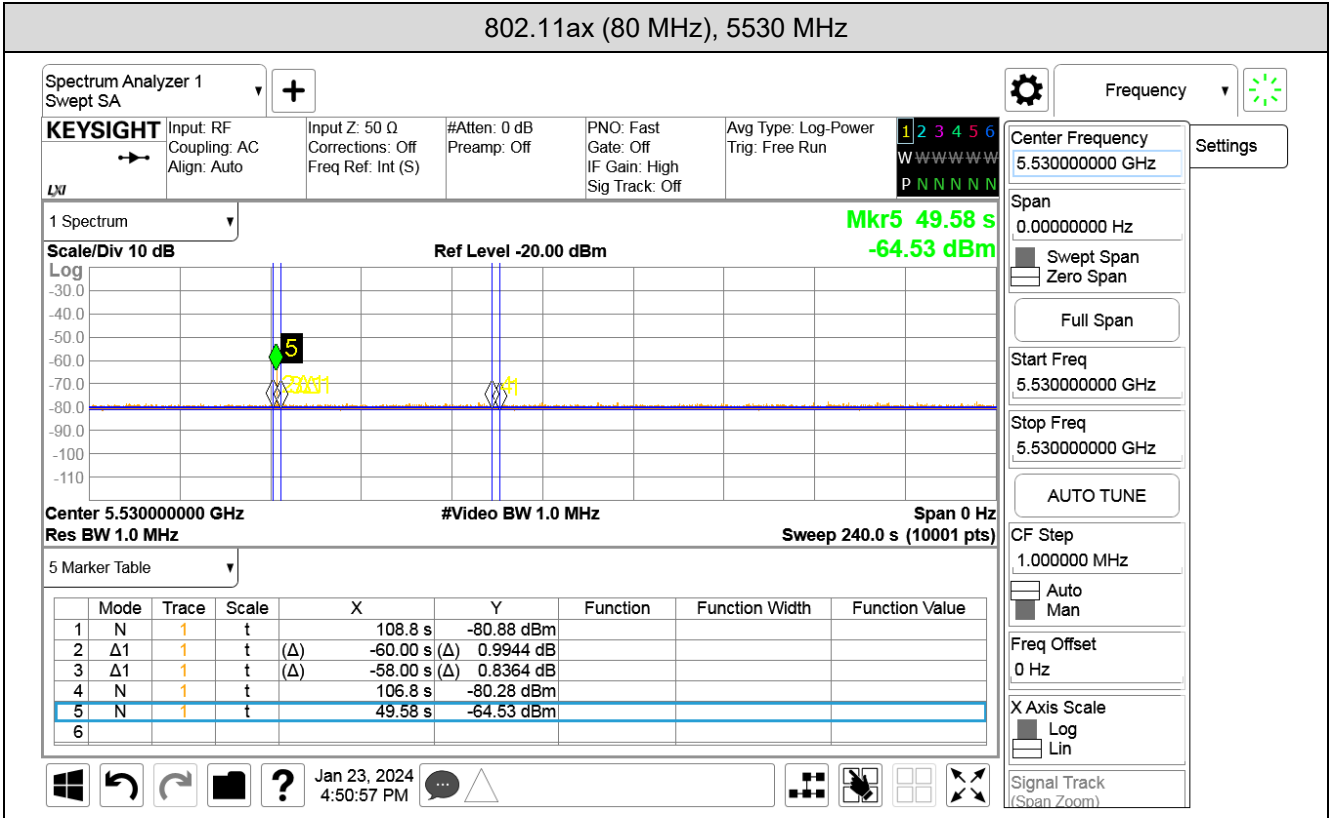 802.11ax (80 MHz), 5530 MHz
Spectrum Analyzer 1
Swept SA
Frequency
KEYSIGHT
LXI
Input: RF
Coupling: AC
Align: Auto
Input Z: 50 Ω
Corrections: Off
Freq Ref: Int (S)
#Atten: 0 dB
Preamp: Off
PNO: Fast
Gate: Off
IF Gain: High
Sig Track: Off
Avg Type: Log-Power
Trig: Free Run
1 2 3 4 5 6
W W W W W W
P N N N N N
Center Frequency
5.530000000 GHz
Settings
Span
0.00000000 Hz
Swept Span
Zero Span
Full Span
Start Freq
5.530000000 GHz
Stop Freq
5.530000000 GHz
AUTO TUNE
CF Step
1.000000 MHz
Auto
Man
Freq Offset
0 Hz
X Axis Scale
Log
Lin
Signal Track
(Span Zoom)
1 Spectrum
Mkr5 49.58 s
-64.53 dBm
Scale/Div 10 dB
Ref Level -20.00 dBm
Log
-30.0
-40.0
-50.0
-60.0
-70.0
-80.0
-90.0
-100
-110
5
Center 5.530000000 GHz
#Video BW 1.0 MHz
Span 0 Hz
Res BW 1.0 MHz
Sweep 240.0 s (10001 pts)
5 Marker Table
Mode Trace Scale X Y Function Function Width Function Value
1 N 1 t 108.8 s -80.88 dBm
2 Δ1 1 t (Δ) -60.00 s (Δ) 0.9944 dB
3 Δ1 1 t (Δ) -58.00 s (Δ) 0.8364 dB
4 N 1 t 106.8 s -80.28 dBm
5 N 1 t 49.58 s -64.53 dBm
6
?
Jan 23, 2024
4:50:57 PM